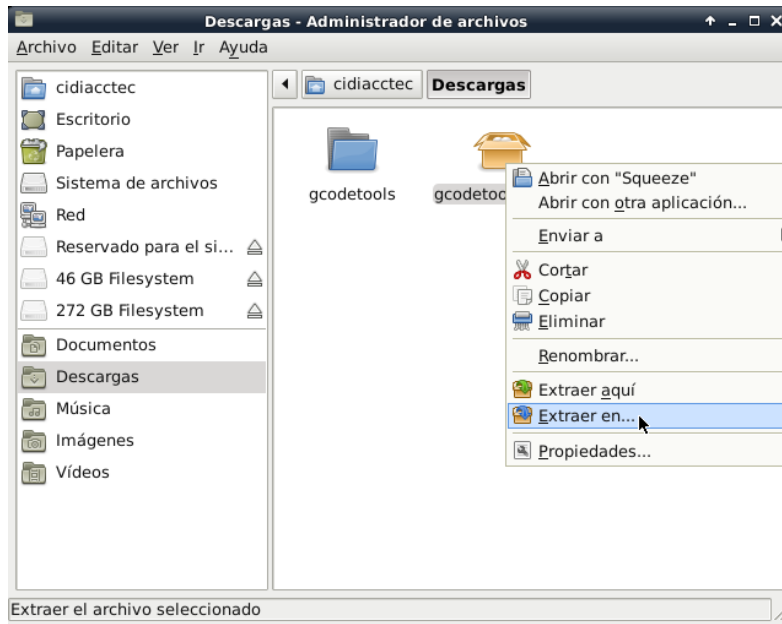 Descargas - Administrador de archivos
Archivo Editar Ver Ir Ayuda
cidiacctec
Escritorio
Papelera
Sistema de archivos
Red
Reservado para el si...
46 GB Filesystem
272 GB Filesystem
Documentos
Descargas
Música
Imágenes
Vídeos
cidiacctec Descargas
gcodetools
Abrir con "Squeeze"
Abrir con otra aplicación...
Enviar a
Cortar
Copiar
Eliminar
Renombrar...
Extraer aquí
Extraer en...
Propiedades...
Extraer el archivo seleccionado